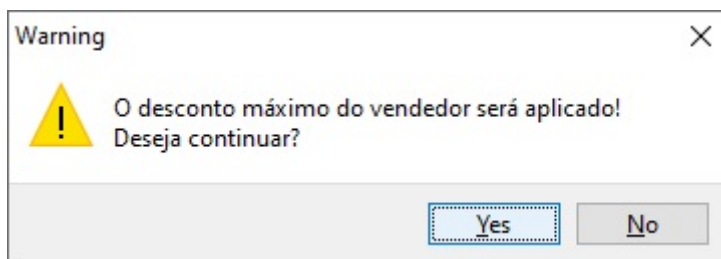 Warning
O desconto máximo do vendedor será aplicado!
Deseja continuar?
Yes No